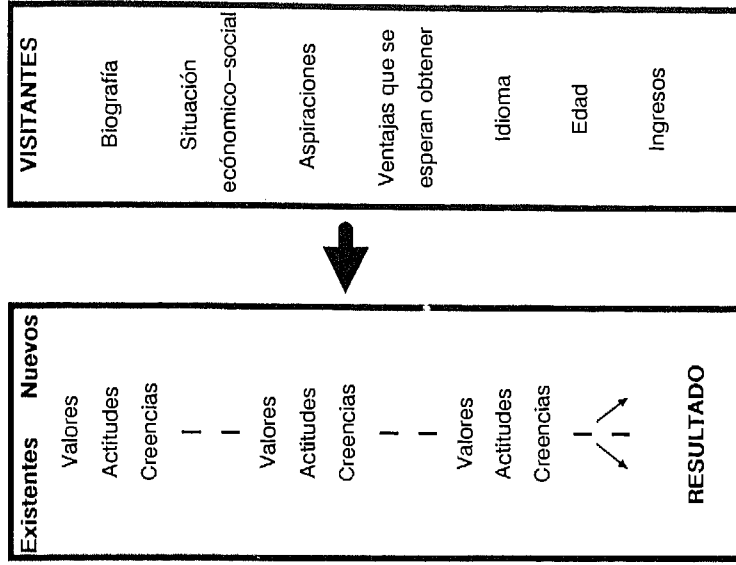 VISITANTES
Biografía
Situación
ecónomico–social
Aspiraciones
Ventajas que se
esperan obtener
Idioma
Edad
Ingresos
Existentes Nuevos
Valores
Actitudes
Creencias
Valores
Actitudes
Creencias
Valores
Actitudes
Creencias
RESULTADO